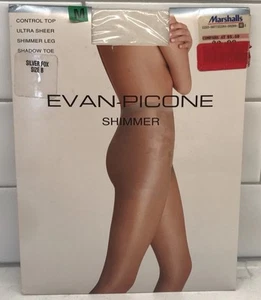 M
CONTROL TOP
ULTRA SHEER
SHIMMER LEG
SHADOW TOE
SILVER FOX
SIZE B
Marshalls
EVAN-PICONE
SHIMMER